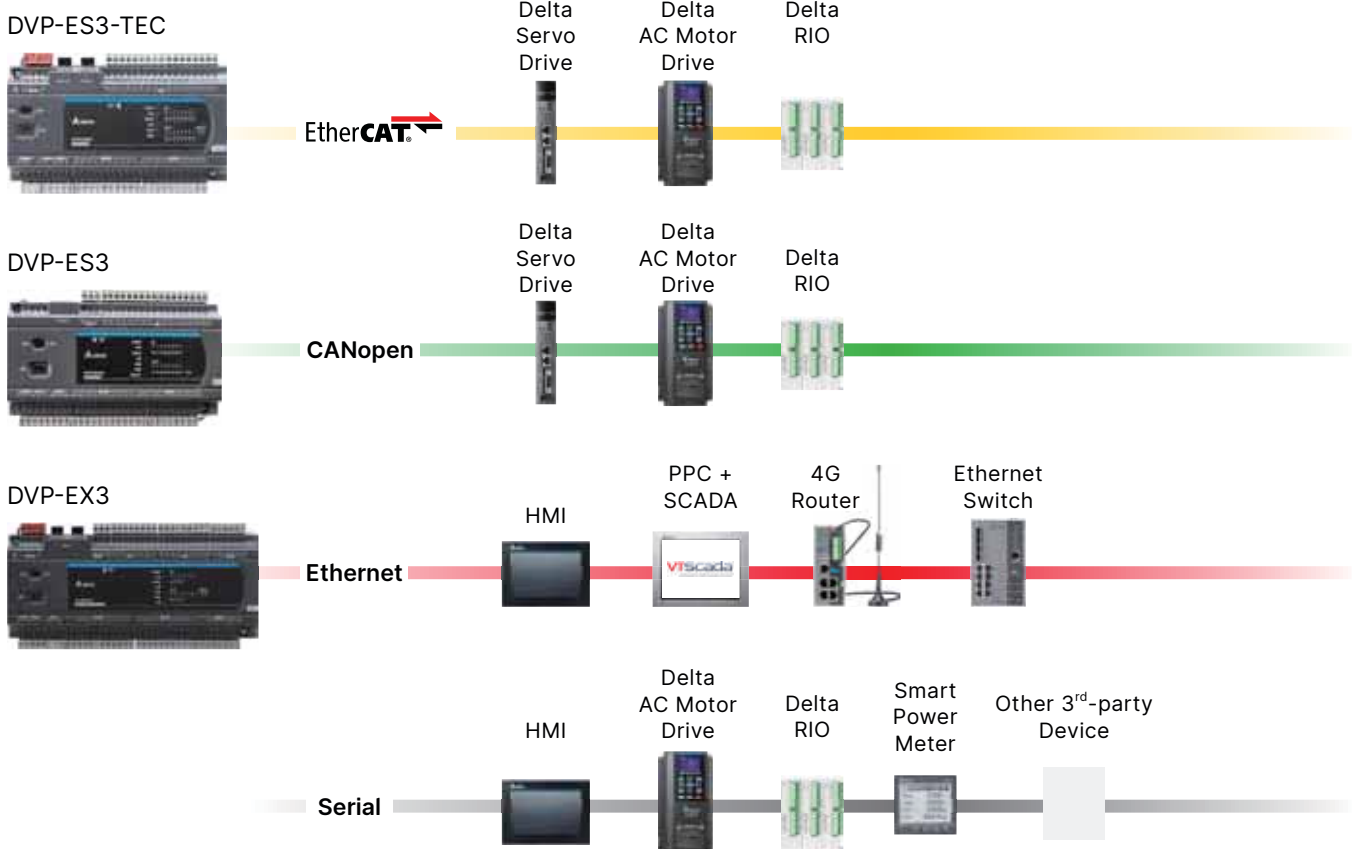 DVP-ES3-TEC
Delta
Servo
Drive
Delta
AC Motor
Drive
Delta
RIO
EtherCAT®
DVP-ES3
Delta
Servo
Drive
Delta
AC Motor
Drive
Delta
RIO
CANopen
DVP-EX3
HMI
PPC +
SCADA
4G
Router
Ethernet
Switch
Ethernet
VTScada
HMI
Delta
AC Motor
Drive
Delta
RIO
Smart
Power
Meter
Other 3rd-party
Device
Serial